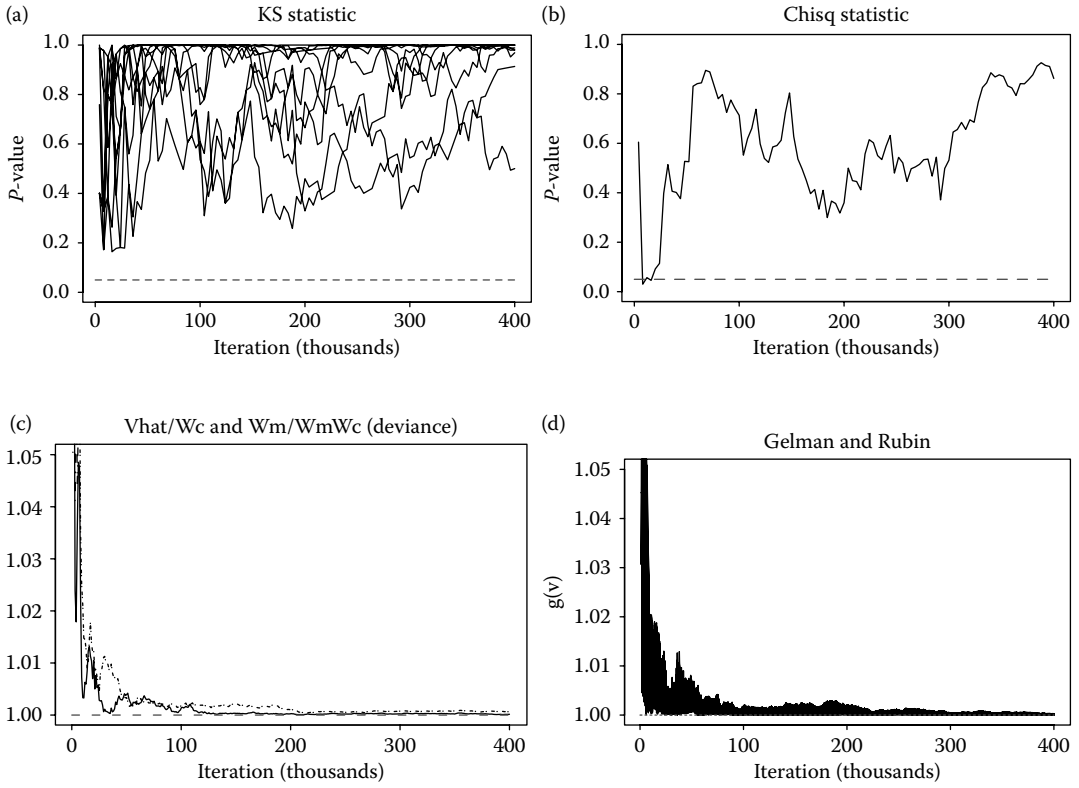 (a)
KS statistic
1.0
0.8
0.6
0.4
0.2
0.0
P-value
0 100 200 300 400
Iteration (thousands)
(b)
Chisq statistic
1.0
0.8
0.6
0.4
0.2
0.0
P-value
0 100 200 300 400
Iteration (thousands)
(c)
Vhat/Wc and Wm/WmWc (deviance)
1.05
1.04
1.03
1.02
1.01
1.00
0 100 200 300 400
Iteration (thousands)
(d)
Gelman and Rubin
1.05
1.04
1.03
1.02
1.01
1.00
g(v)
0 100 200 300 400
Iteration (thousands)